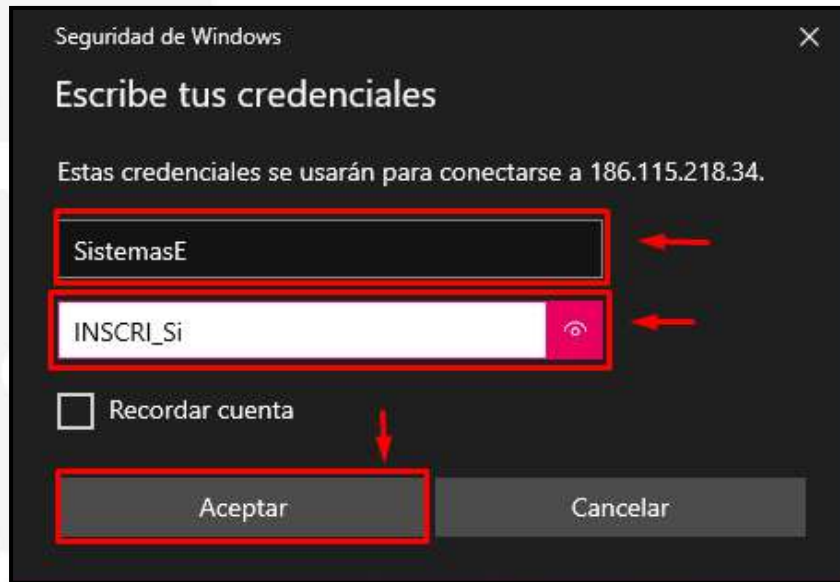 Seguridad de Windows
Escribe tus credenciales
Estas credenciales se usarán para conectarse a 186.115.218.34.
SistemasE
INSCRI_Si
Recordar cuenta
Aceptar
Cancelar